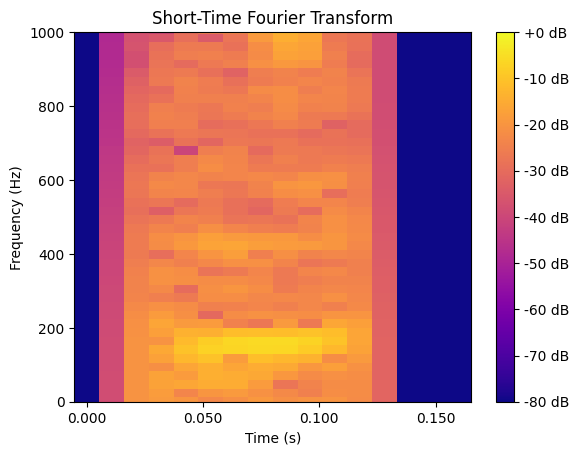 Short-Time Fourier Transform
1000
800
600
400
200
0
Frequency (Hz)
0.000
0.050
0.100
0.150
Time (s)
+0 dB
-10 dB
-20 dB
-30 dB
-40 dB
-50 dB
-60 dB
-70 dB
-80 dB